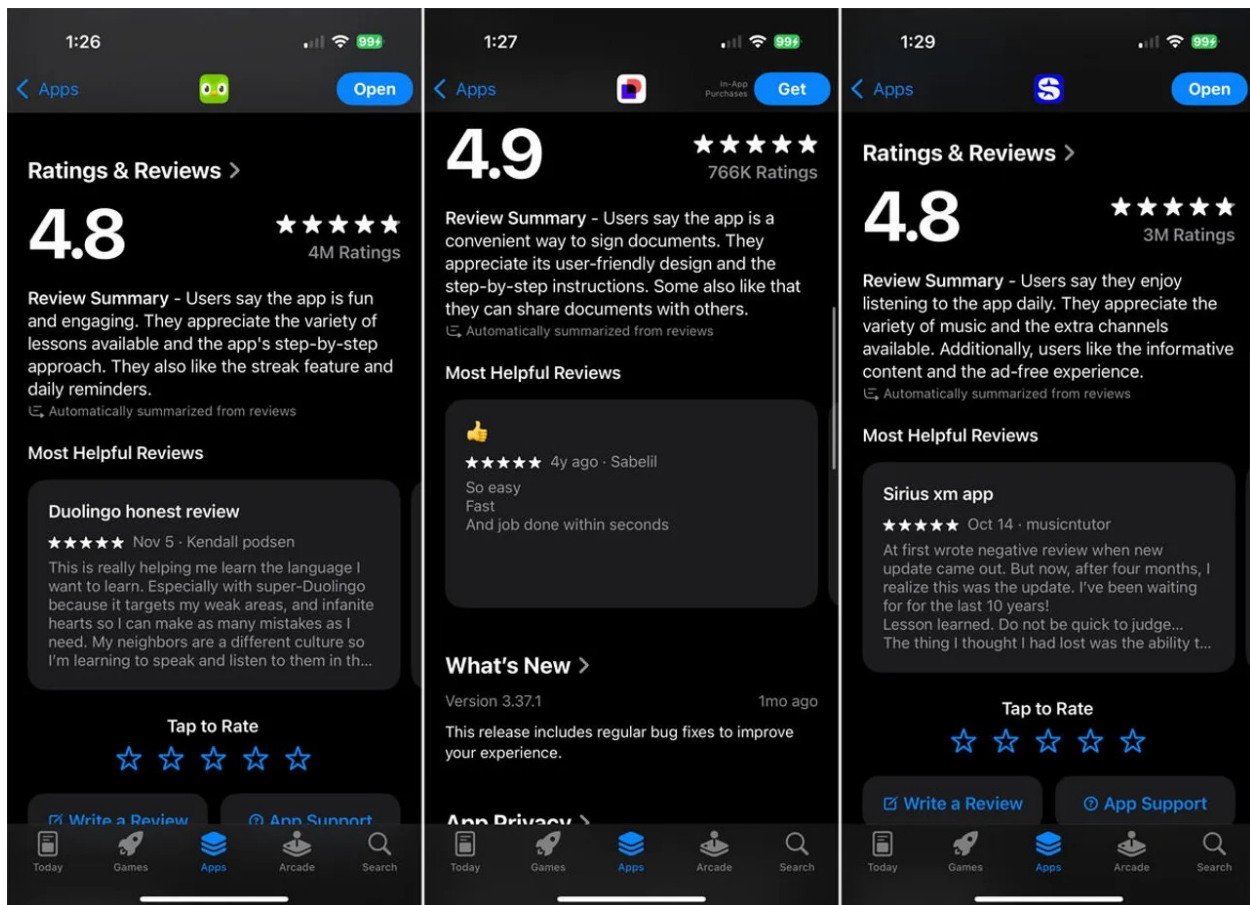 1:26
99+
Apps
Open
Ratings & Reviews
4.8
4M Ratings
Review Summary - Users say the app is fun
and engaging. They appreciate the variety of
lessons available and the app's step-by-step
approach. They also like the streak feature and
daily reminders.
Automatically summarized from reviews
Most Helpful Reviews
Duolingo honest review
Nov 5 · Kendall podsen
This is really helping me learn the language I
want to learn. Especially with super-Duolingo
because it targets my weak areas, and infanite
hearts so I can make as many mistakes as I
need. My neighbors are a different culture so
I'm learning to speak and listen to them in th...
Tap to Rate
Write a Review
App Support
Today
Games
Apps
Arcade
Search
1:27
99+
Apps
In-App
Purchases
Get
4.9
766K Ratings
Review Summary - Users say the app is a
convenient way to sign documents. They
appreciate its user-friendly design and the
step-by-step instructions. Some also like that
they can share documents with others.
Automatically summarized from reviews
Most Helpful Reviews
👍
4y ago · Sabelil
So easy
Fast
And job done within seconds
What's New
Version 3.37.1
1mo ago
This release includes regular bug fixes to improve
your experience.
App Privacy
Today
Games
Apps
Arcade
Search
1:29
99+
Apps
Open
Ratings & Reviews
4.8
3M Ratings
Review Summary - Users say they enjoy
listening to the app daily. They appreciate the
variety of music and the extra channels
available. Additionally, users like the informative
content and the ad-free experience.
Automatically summarized from reviews
Most Helpful Reviews
Sirius xm app
Oct 14 · musicntutor
At first wrote negative review when new
update came out. But now, after four months, I
realize this was the update. I've been waiting
for for the last 10 years!
Lesson learned. Do not be quick to judge...
The thing I thought I had lost was the ability t...
Tap to Rate
Write a Review
App Support
Today
Games
Apps
Arcade
Search